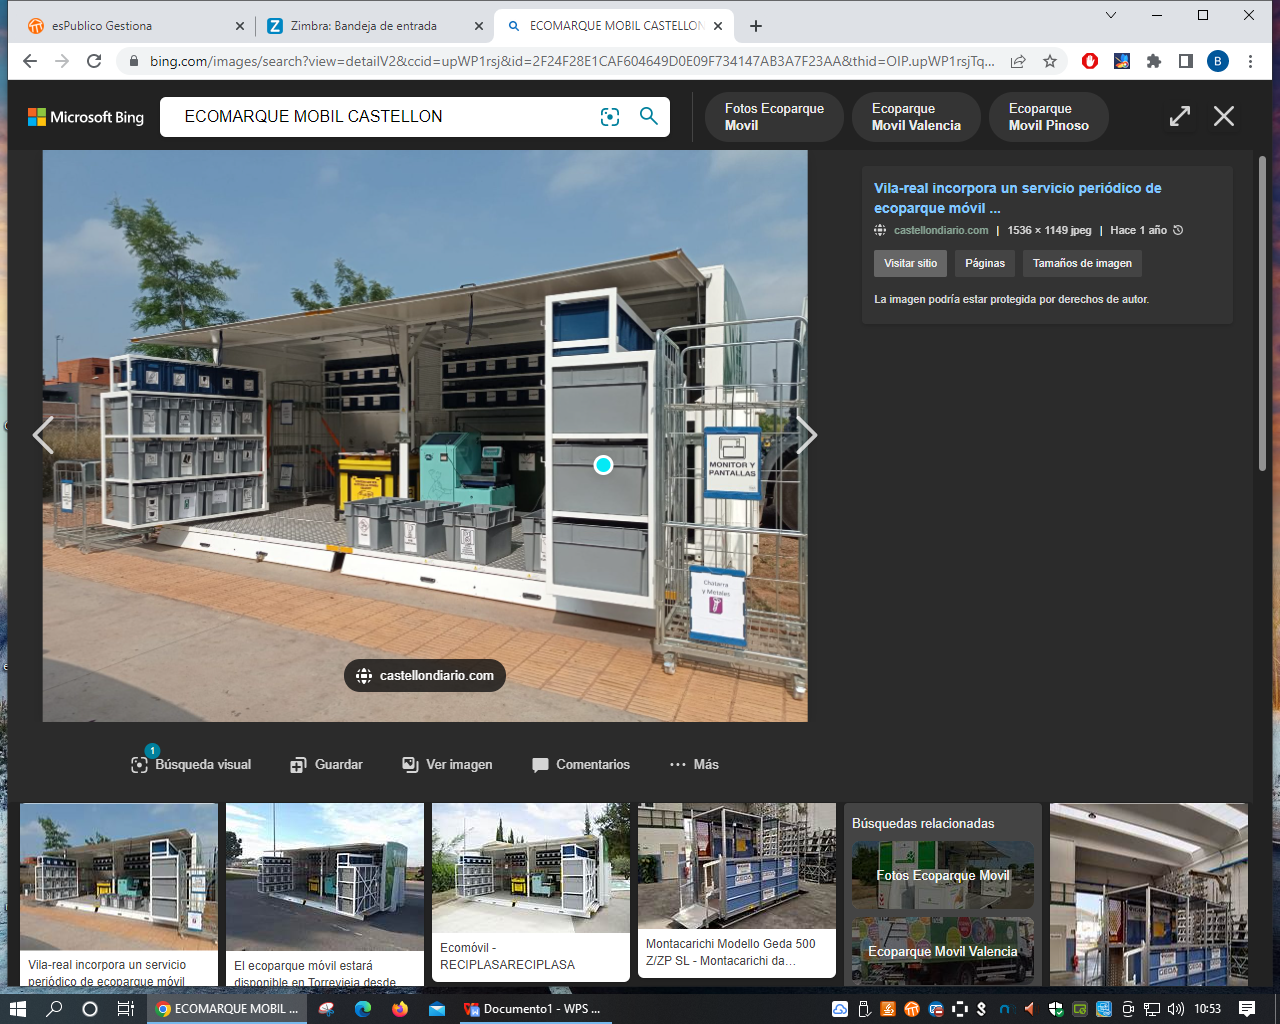 esPublico Gestiona
Zimbra: Bandeja de entrada
ECOMARQUE MOBIL CASTELLON
bing.com/images/search?view=detailV2&ccid=upWP1rsj&id=2F24F28E1CAF604649D0E09F734147AB3A7F23AA&thid=OIP.upWP1rsjTq...
B
Microsoft Bing
ECOMARQUE MOBIL CASTELLON
Fotos Ecoparque
Movil
Ecoparque
Movil Valencia
Ecoparque
Movil Pinoso
Vila-real incorpora un servicio periódico de
ecoparque móvil ...
castellondiario.com | 1536 × 1149 jpeg | Hace 1 año
Visitar sitio
Páginas
Tamaños de imagen
La imagen podría estar protegida por derechos de autor.
MONITOR Y
PANTALLAS
Chatarra
y Metales
castellondiario.com
1
Búsqueda visual
Guardar
Ver imagen
Comentarios
Más
Vila-real incorpora un servicio
periódico de ecoparque móvil
El ecoparque móvil estará
disponible en Torrevieja desde
Ecomóvil -
RECIPLASARECIPLASA
GEDA
Montacarichi Modello Geda 500
Z/ZP SL - Montacarichi da...
Búsquedas relacionadas
Fotos Ecoparque Movil
Ecoparque Movil Valencia
GEDA
ECOMARQUE MOBIL ...
Documento1 - WPS ...
10:53